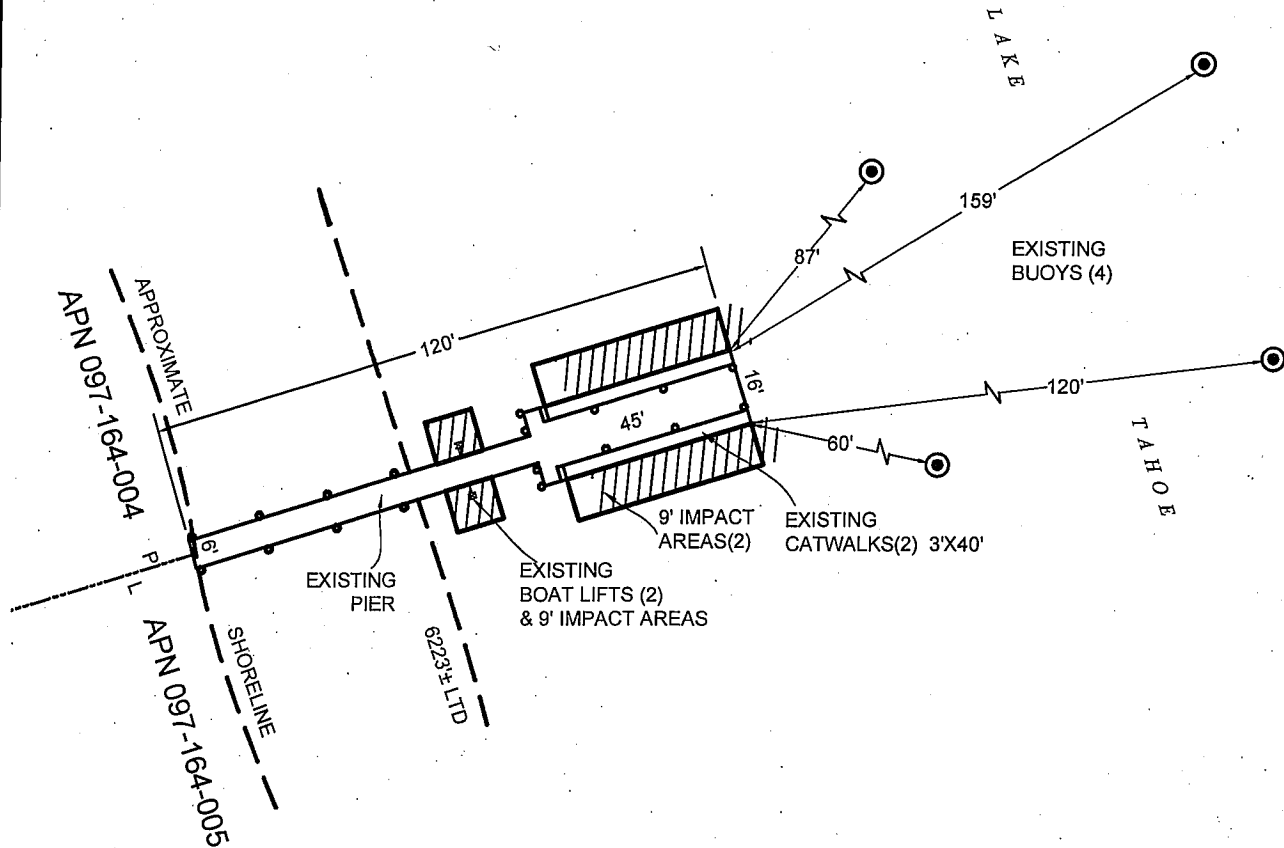 LAKE
159'
87'
EXISTING
BUOYS (4)
APPROXIMATE
APN 097-164-004
120'
16'
120'
45'
60'
TAHOE
6'
9' IMPACT
AREAS(2)
EXISTING
CATWALKS(2) 3'X40'
P
L
EXISTING
PIER
EXISTING
BOAT LIFTS (2)
& 9' IMPACT AREAS
SHORELINE
6223'± LTD
APN 097-164-005